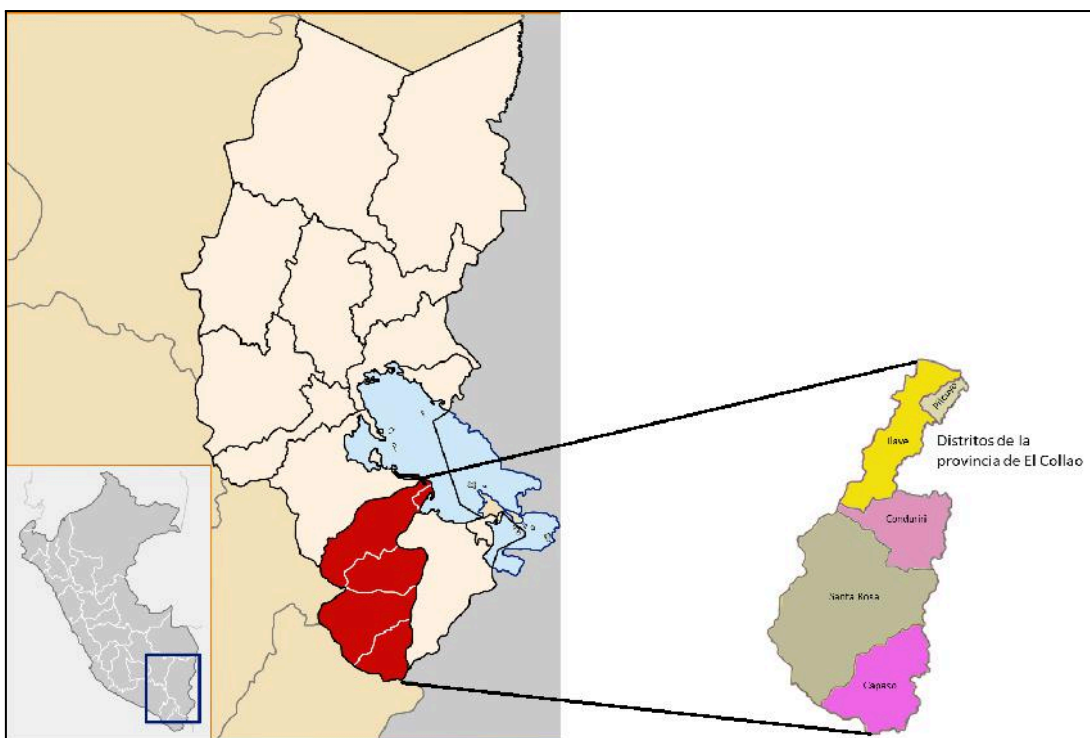 Pilcuyo
Ilave
Distritos de la
provincia de El Collao
Conduriri
Santa Rosa
Capaso